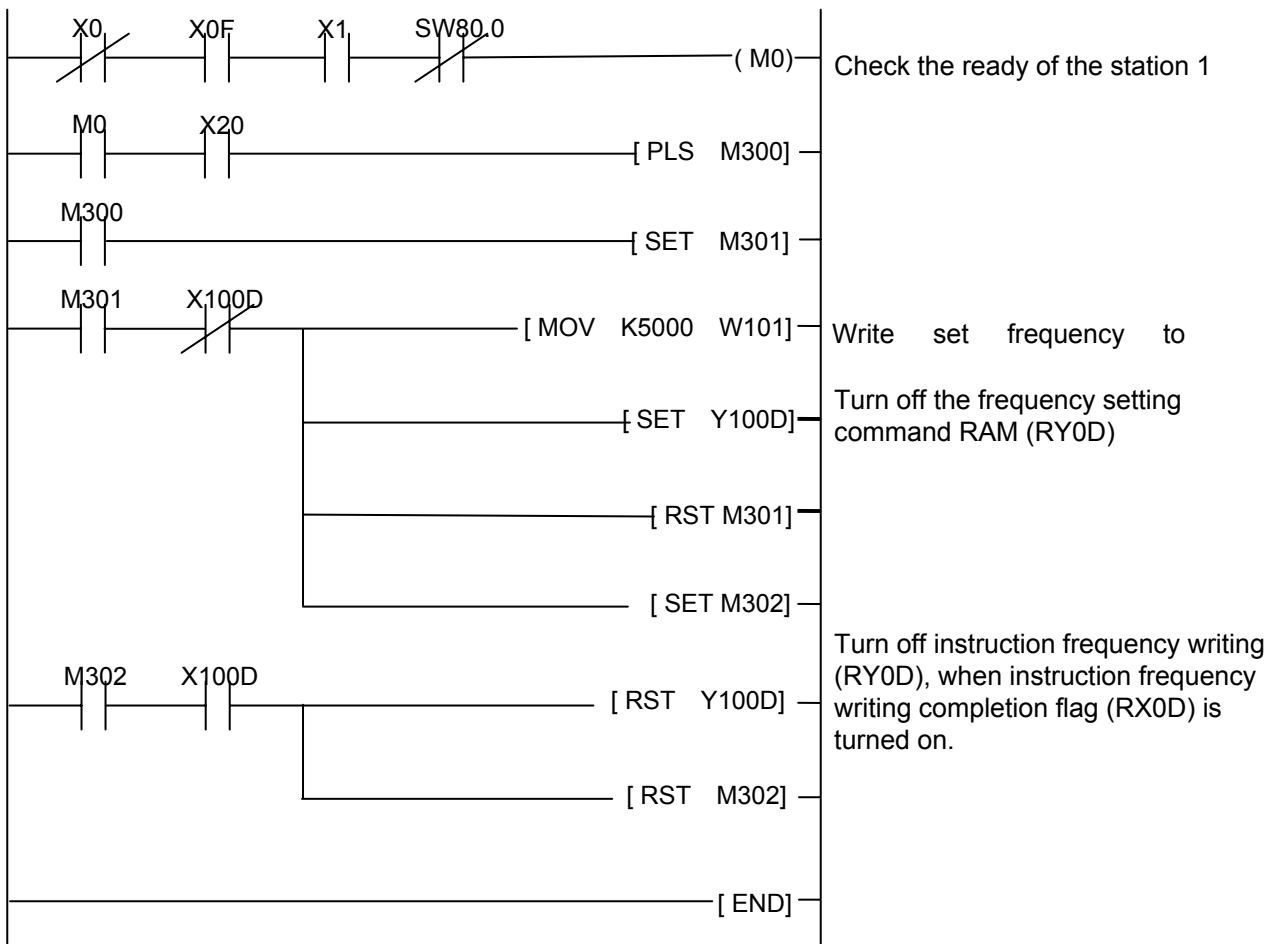 X0 X0F X1 SW80.0
( M0)
Check the ready of the station 1
M0 X20
[ PLS M300]
M300
[ SET M301]
M301 X100D
[ MOV K5000 W101]
Write set frequency to
[ SET Y100D]
Turn off the frequency setting
command RAM (RY0D)
[ RST M301]
[ SET M302]
M302 X100D
[ RST Y100D]
Turn off instruction frequency writing
(RY0D), when instruction frequency
writing completion flag (RX0D) is
turned on.
[ RST M302]
[ END]